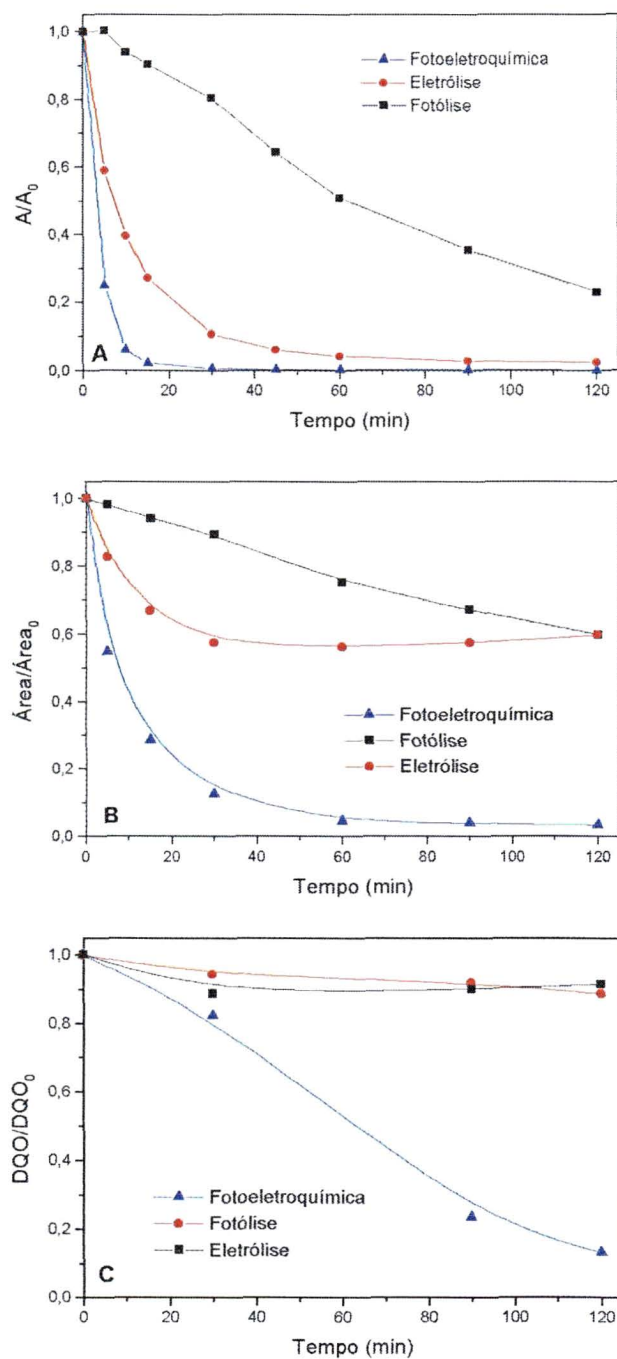 1,0
0,8
0,6
0,4
0,2
0,0
A/A0
Fotoeletroquímica
Eletrólise
Fotólise
A
0 20 40 60 80 100 120
Tempo (min)
1,0
0,8
0,6
0,4
0,2
0,0
Área/Área0
Fotoeletroquímica
Fotólise
Eletrólise
B
0 20 40 60 80 100 120
Tempo (min)
1,0
0,8
0,6
0,4
0,2
0,0
DQO/DQO0
Fotoeletroquímica
Fotólise
Eletrólise
C
0 20 40 60 80 100 120
Tempo (min)